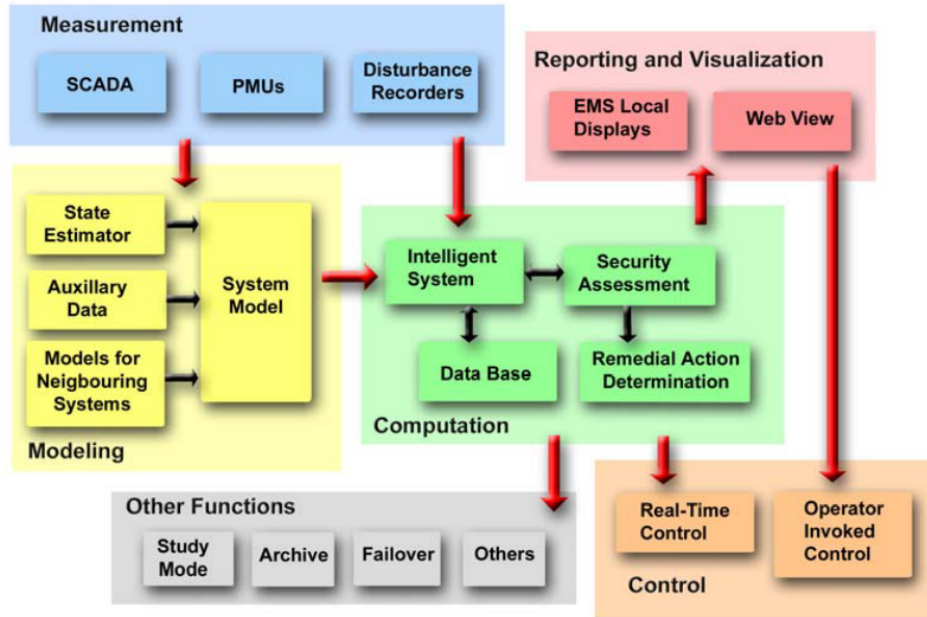 Measurement
SCADA
PMUs
Disturbance
Recorders
Reporting and Visualization
EMS Local
Displays
Web View
State
Estimator
Auxillary
Data
Models for
Neigbouring
Systems
System
Model
Modeling
Intelligent
System
Security
Assessment
Data Base
Remedial Action
Determination
Computation
Other Functions
Study
Mode
Archive
Failover
Others
Real-Time
Control
Operator
Invoked
Control
Control